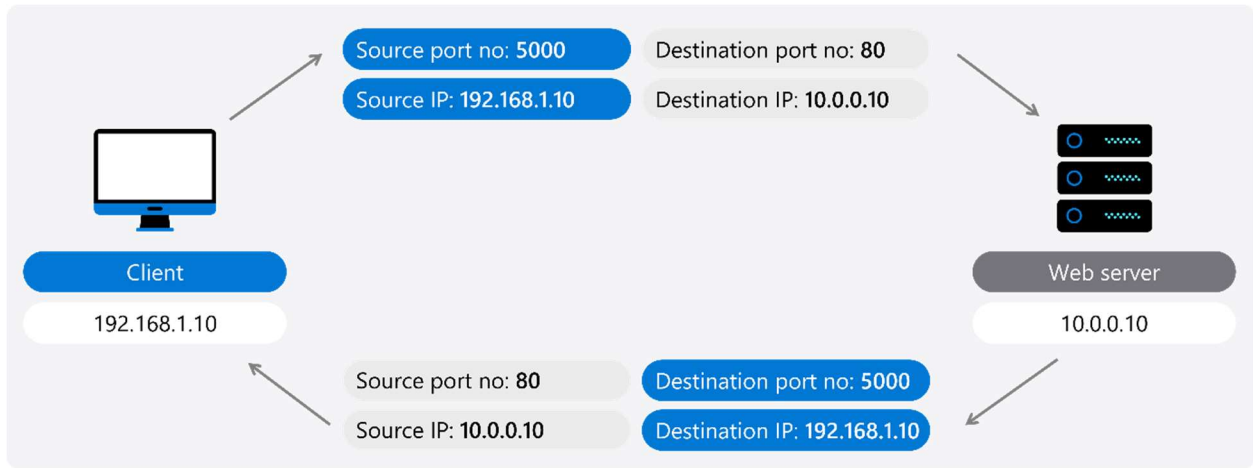 Source port no: 5000
Destination port no: 80
Source IP: 192.168.1.10
Destination IP: 10.0.0.10
Client
192.168.1.10
Web server
10.0.0.10
Source port no: 80
Destination port no: 5000
Source IP: 10.0.0.10
Destination IP: 192.168.1.10